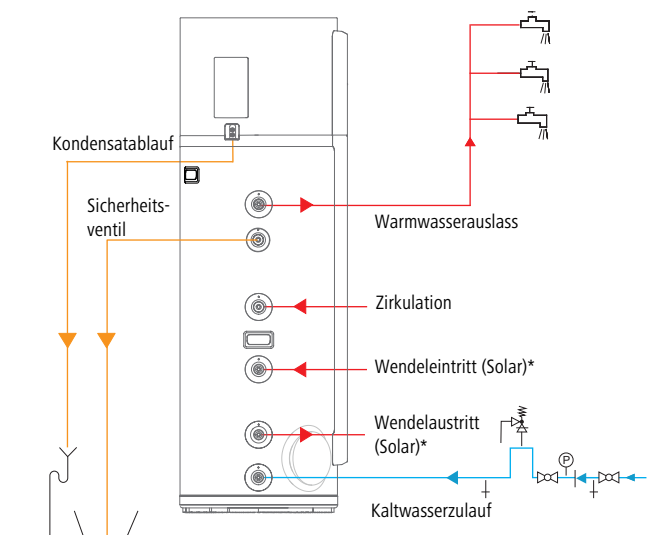 Kondensatablauf
Sicherheits-
ventil
Warmwasserauslass
Zirkulation
Wendeleintritt (Solar)*
Wendelaustritt
(Solar)*
P
Kaltwasserzulauf